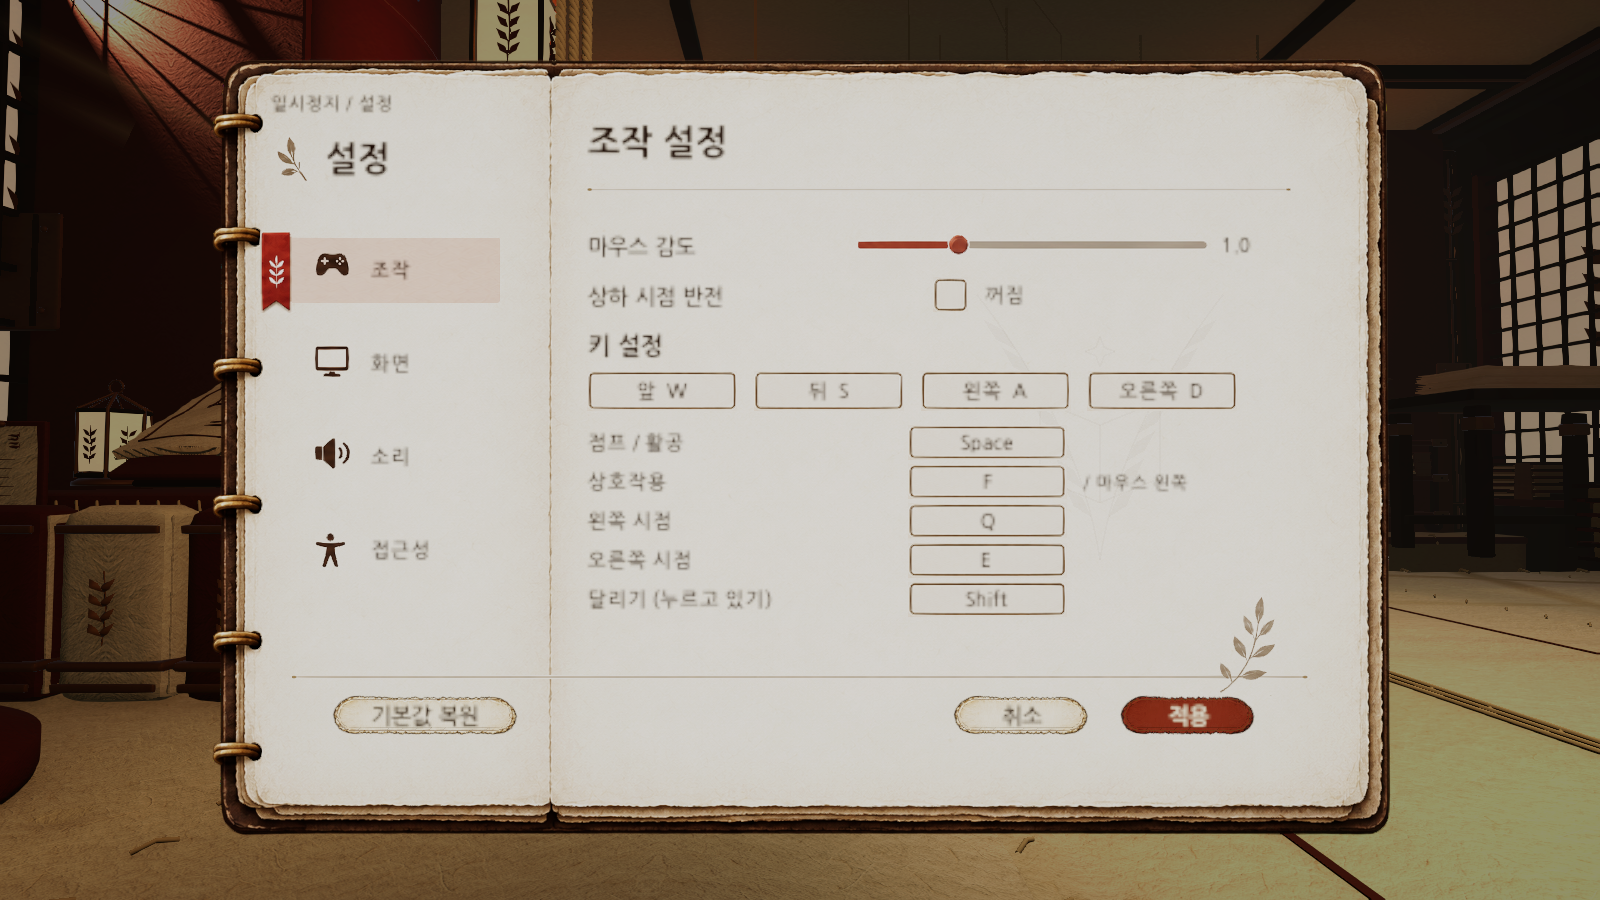 일시정지 / 설정
설정
조작
화면
소리
접근성
기본값 복원
조작 설정
마우스 감도 1.0
상하 시점 반전 꺼짐
키 설정
앞 W 뒤 S 왼쪽 A 오른쪽 D
점프 / 활공 Space
상호작용 F / 마우스 왼쪽
왼쪽 시점 Q
오른쪽 시점 E
달리기 (누르고 있기) Shift
취소 적용